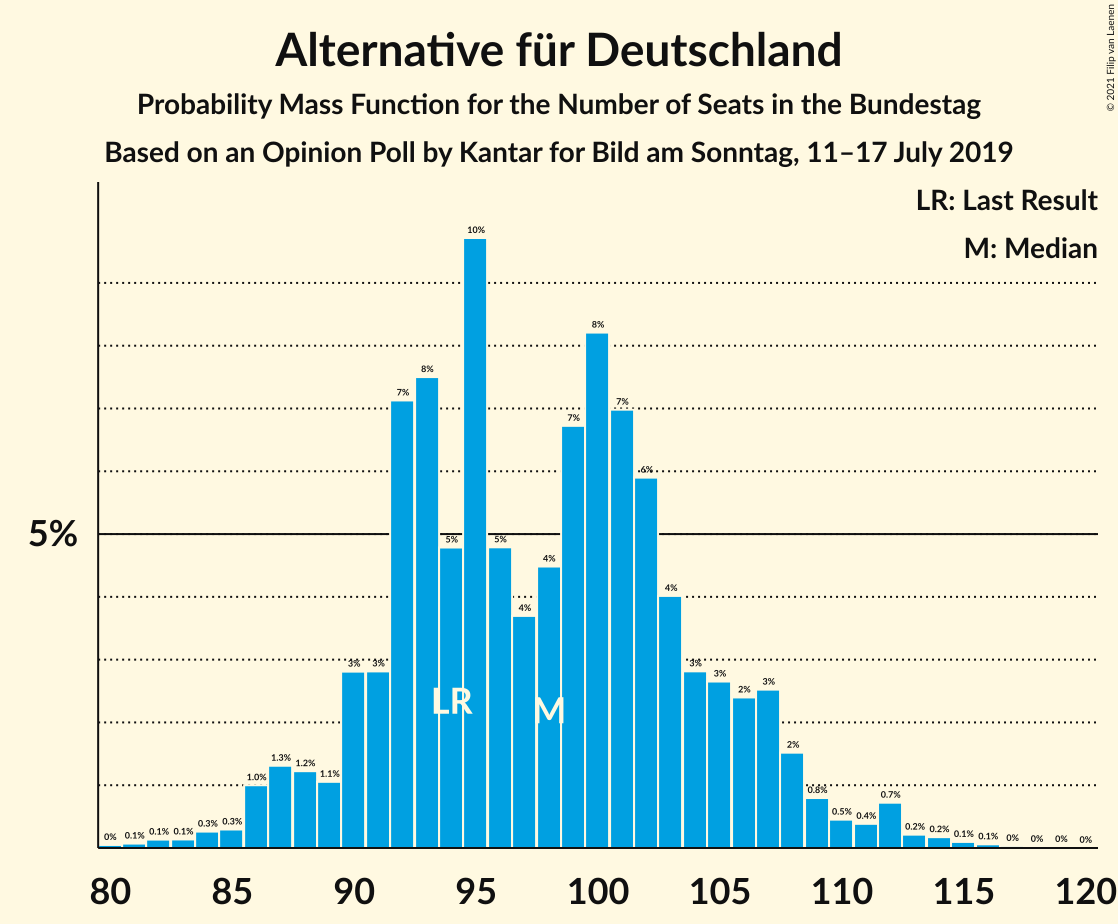 Alternative für Deutschland
Probability Mass Function for the Number of Seats in the Bundestag
Based on an Opinion Poll by Kantar for Bild am Sonntag, 11–17 July 2019
© 2021 Filip van Laenen
LR: Last Result
M: Median
5%
0% 0.1% 0.1% 0.1% 0.3% 0.3% 1.0% 1.3% 1.2% 1.1% 3% 3% 7% 8% 5% 10% 5% 4% 4% 7% 8% 7% 6% 4% 3% 3% 2% 3% 2% 0.8% 0.5% 0.4% 0.7% 0.2% 0.2% 0.1% 0.1% 0% 0% 0% 0%
LR M
80 85 90 95 100 105 110 115 120